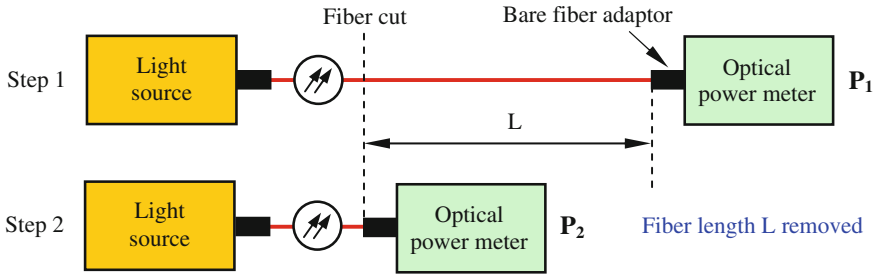 Fiber cut
Bare fiber adaptor
Step 1
Light
source
Optical
power meter
P1
L
Step 2
Light
source
Optical
power meter
P2
Fiber length L removed